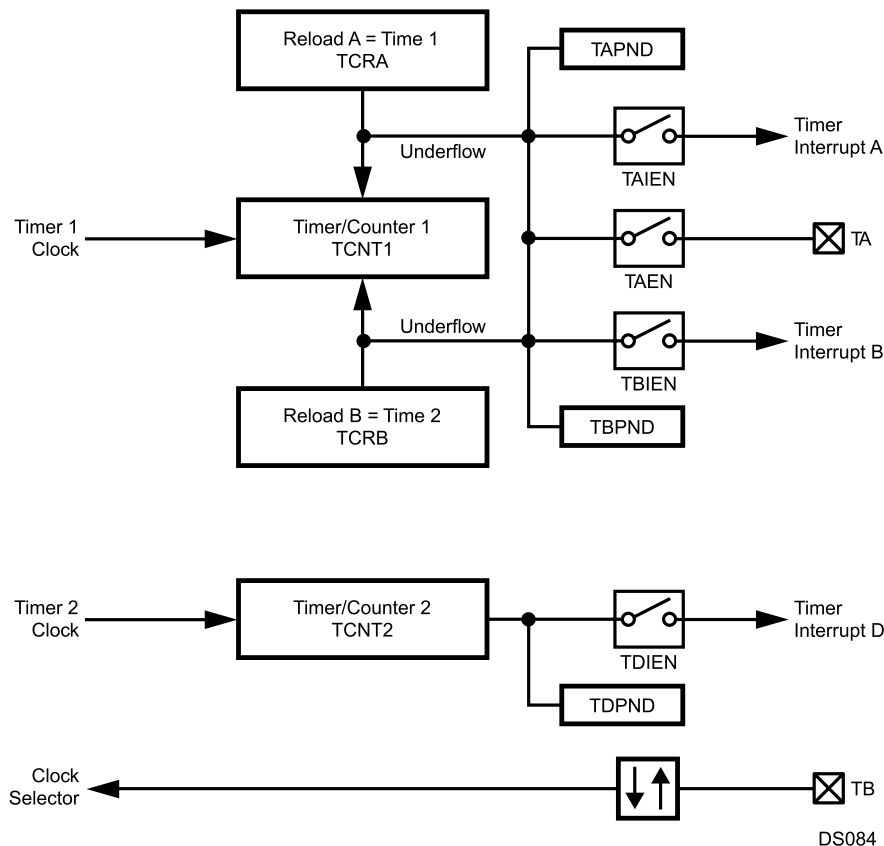 Reload A = Time 1
TCRA
TAPND
Underflow
Timer
Interrupt A
TAIEN
Timer 1
Clock
Timer/Counter 1
TCNT1
TA
TAEN
Underflow
Timer
Interrupt B
TBIEN
Reload B = Time 2
TCRB
TBPND
Timer 2
Clock
Timer/Counter 2
TCNT2
Timer
Interrupt D
TDIEN
TDPND
Clock
Selector
TB
DS084